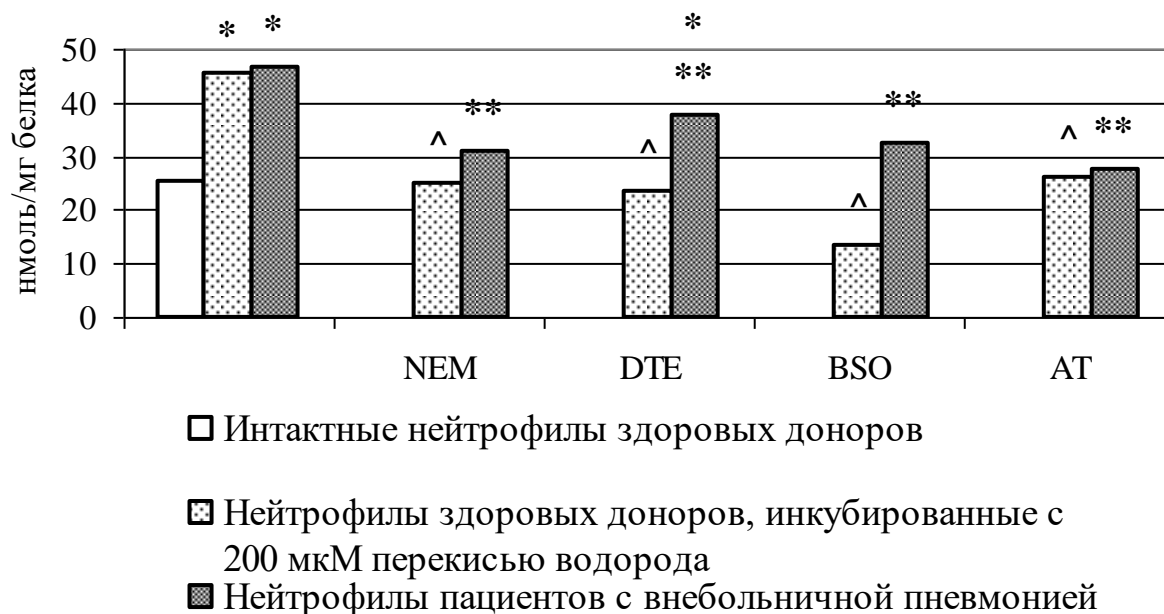 * * * 
50 ** **
40 ** ^ **
30 ^ ^ ^
20
10
0
нмоль/мг белка
NEM DTE BSO AT
Интактные нейтрофилы здоровых доноров
Нейтрофилы здоровых доноров, инкубированные с
200 мкМ перекисью водорода
Нейтрофилы пациентов с внебольничной пневмонией